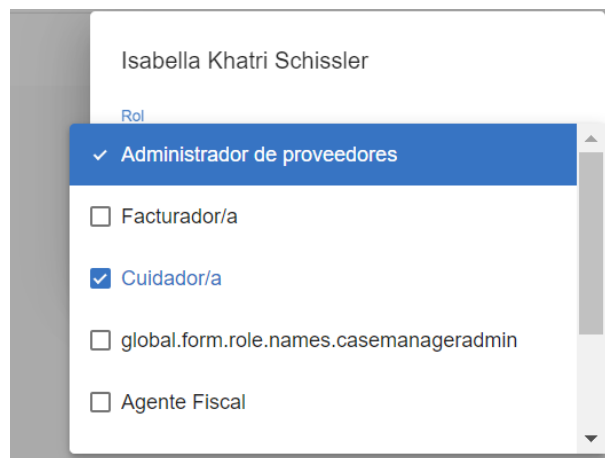 Isabella Khatri Schissler
Rol
Administrador de proveedores
Facturador/a
Cuidador/a
global.form.role.names.casemanageradmin
Agente Fiscal